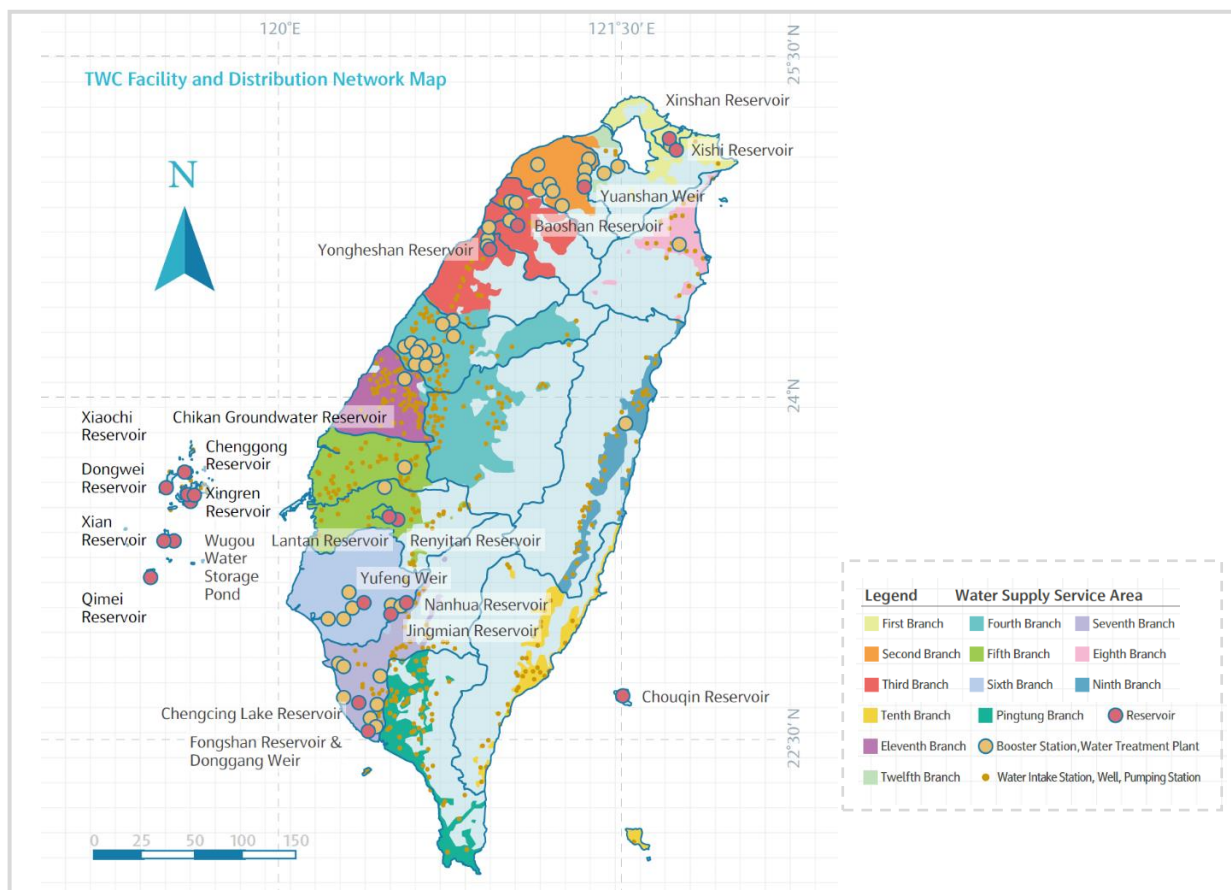 120°E
121°30′E
25°30′N
TWC Facility and Distribution Network Map
Xinshan Reservoir
Xishi Reservoir
N
Yuanshan Weir
Baoshan Reservoir
Yongheshan Reservoir
24°N
Xiaochi
Reservoir
Chikan Groundwater Reservoir
Chenggong
Reservoir
Dongwei
Reservoir
Xingren
Reservoir
Xian
Reservoir
Wugou
Water
Storage
Pond
Lantan Reservoir
Renyitan Reservoir
Qimei
Reservoir
Yufeng Weir
Nanhua Reservoir
Jingmian Reservoir
Chouqin Reservoir
Chengcing Lake Reservoir
Fongshan Reservoir &
Donggang Weir
22°30′N
0 25 50 100 150
Legend Water Supply Service Area
First Branch Fourth Branch Seventh Branch
Second Branch Fifth Branch Eighth Branch
Third Branch Sixth Branch Ninth Branch
Tenth Branch Pingtung Branch Reservoir
Eleventh Branch Booster Station,Water Treatment Plant
Twelfth Branch Water Intake Station, Well, Pumping Station